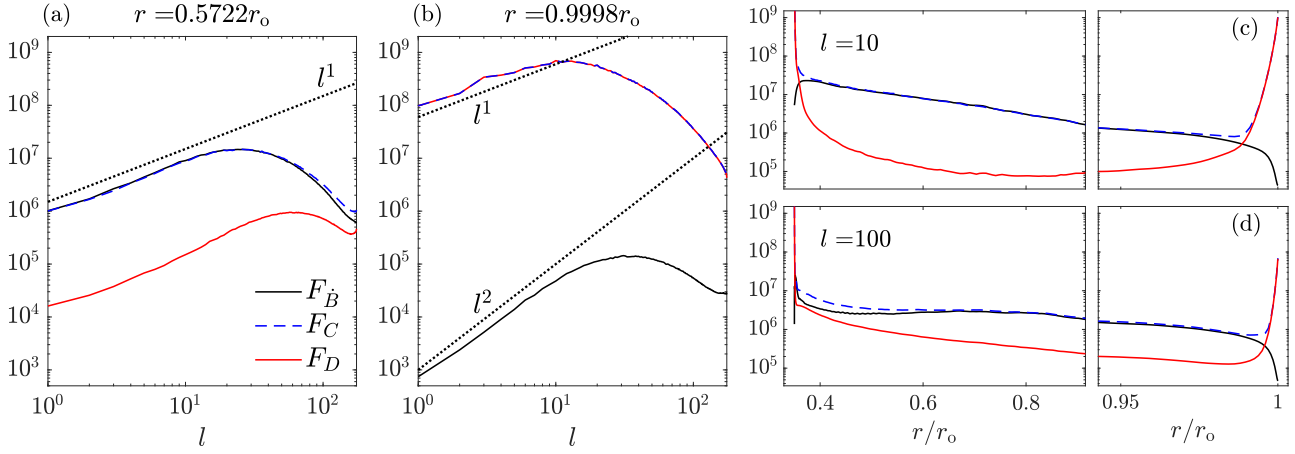 (a) r =0.5722r_o
10^9
10^8
10^7
10^6
10^5
10^4
10^3
10^0 10^1 10^2
l
l^1
F_Ḃ
F_C
F_D
(b) r =0.9998r_o
10^9
10^8
10^7
10^6
10^5
10^4
10^3
10^0 10^1 10^2
l
l^1
l^2
10^9
10^8
10^7
10^6
10^5
l =10
(c)
10^9
10^8
10^7
10^6
10^5
l =100
(d)
0.4 0.6 0.8 0.95 1
r/r_o r/r_o